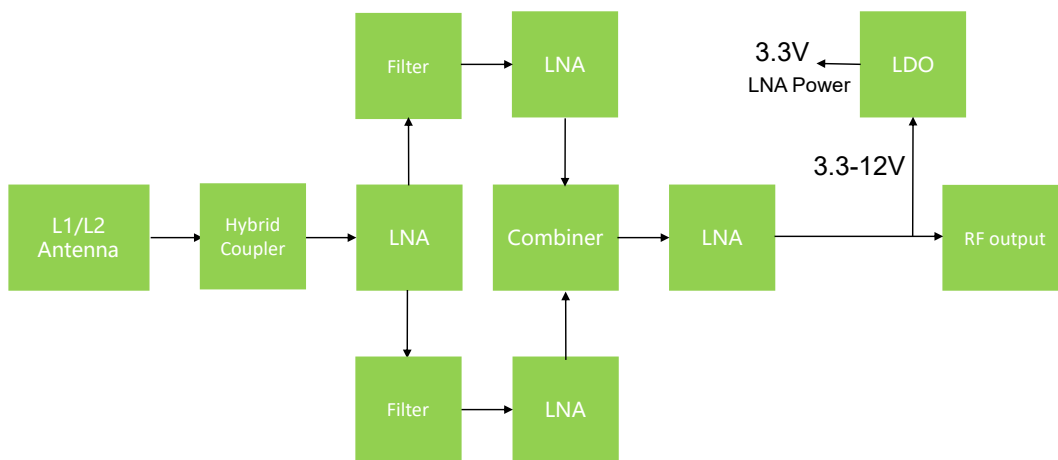 Filter
LNA
3.3V
LNA Power
LDO
3.3-12V
L1/L2
Antenna
Hybrid
Coupler
LNA
Combiner
LNA
RF output
Filter
LNA